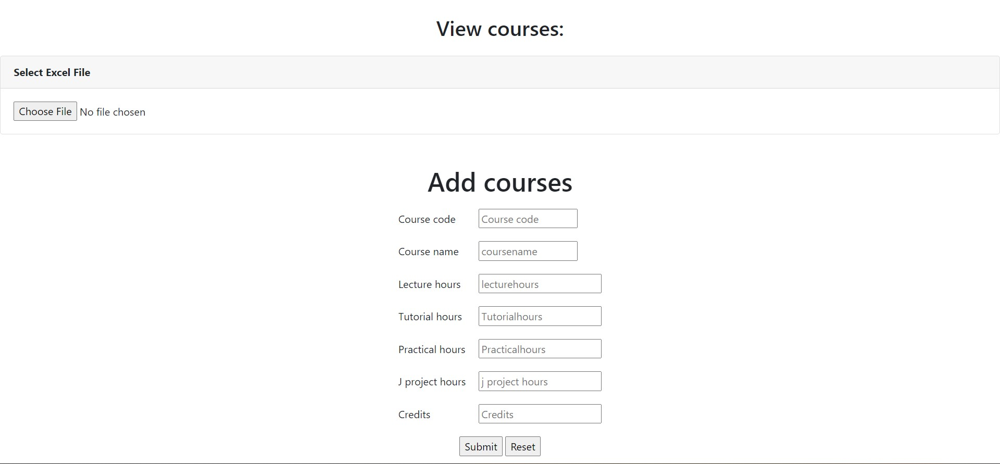 View courses:
Select Excel File
Choose File No file chosen
Add courses
Course code Course code
Course name coursename
Lecture hours lecturehours
Tutorial hours Tutorialhours
Practical hours Practicalhours
J project hours j project hours
Credits Credits
Submit Reset